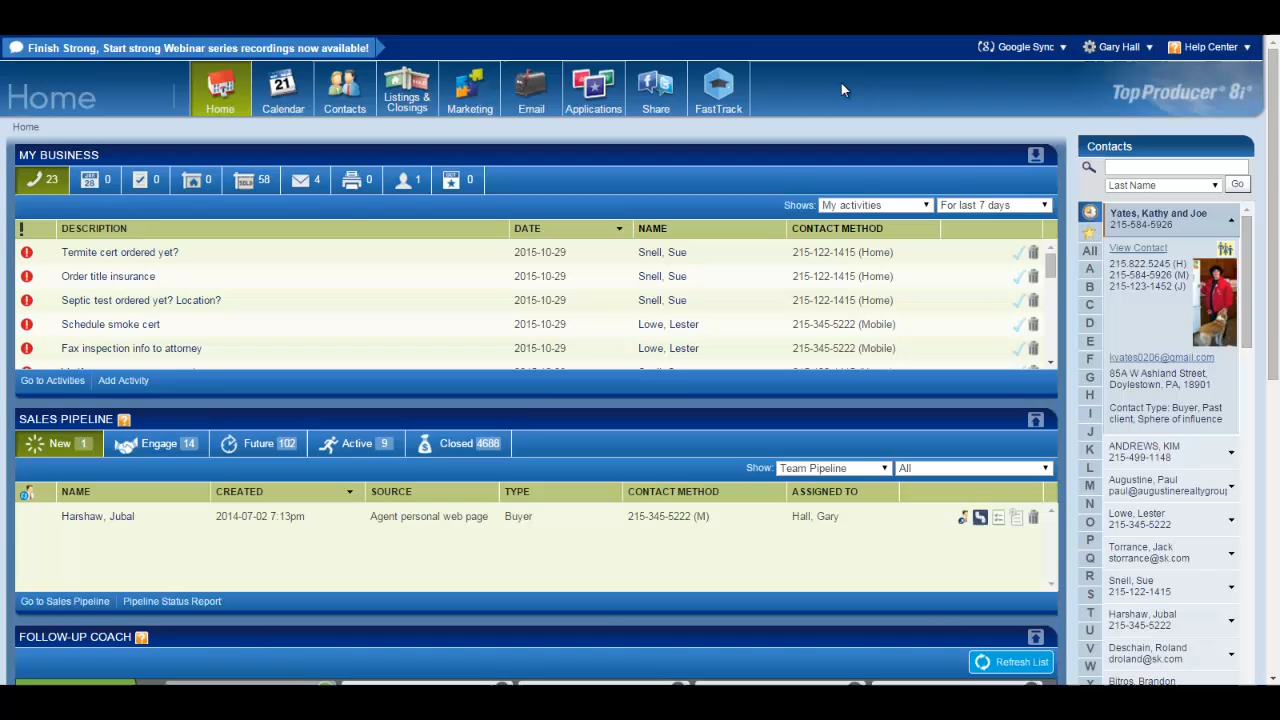 Finish Strong, Start strong Webinar series recordings now available!
Google Sync
Gary Hall
Help Center
Home
Home
21
Calendar
Contacts
Listings &
Closings
Marketing
Email
Applications
Share
FastTrack
TopProducer® 8i®
Home
MY BUSINESS
23
28
0
0
0
SOLD
58
4
0
1
0
Shows:
My activities
For last 7 days
DESCRIPTION
DATE
NAME
CONTACT METHOD
Termite cert ordered yet?
2015-10-29
Snell, Sue
215-122-1415 (Home)
Order title insurance
2015-10-29
Snell, Sue
215-122-1415 (Home)
Septic test ordered yet? Location?
2015-10-29
Snell, Sue
215-122-1415 (Home)
Schedule smoke cert
2015-10-29
Lowe, Lester
215-345-5222 (Mobile)
Fax inspection info to attorney
2015-10-29
Lowe, Lester
215-345-5222 (Mobile)
Go to Activities
Add Activity
SALES PIPELINE
New 1
Engage 14
Future 102
Active 9
Closed 4688
Show:
Team Pipeline
All
NAME
CREATED
SOURCE
TYPE
CONTACT METHOD
ASSIGNED TO
Harshaw, Jubal
2014-07-02 7:13pm
Agent personal web page
Buyer
215-345-5222 (M)
Hall, Gary
Go to Sales Pipeline
Pipeline Status Report
FOLLOW-UP COACH
Refresh List
Contacts
Last Name
Go
All
A
B
C
D
E
F
G
H
I
J
K
L
M
N
O
P
Q
R
S
T
U
V
W
Yates, Kathy and Joe
215-584-5926
View Contact
215.822.5245 (H)
215-584-5926 (M)
215-123-1452 (J)
kyates0206@gmail.com
85A W Ashland Street,
Doylestown, PA, 18901
Contact Type: Buyer, Past
client, Sphere of influence
ANDREWS, KIM
215-499-1148
Augustine, Paul
paul@augustinerealtygroup
Lowe, Lester
215-345-5222
Torrance, Jack
storrance@sk.com
Snell, Sue
215-122-1415
Harshaw, Jubal
215-345-5222
Deschain, Roland
droland@sk.com
Bitros, Brandon